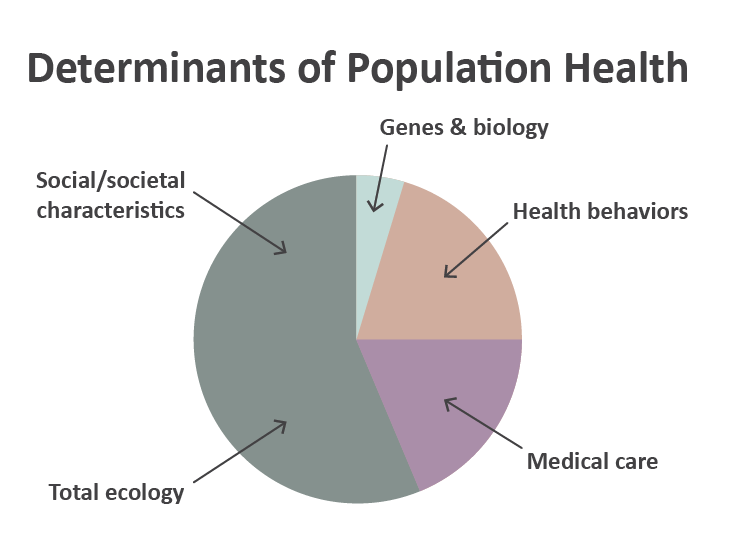 Determinants of Population Health
Genes & biology
Social/societal
characteristics
Health behaviors
Medical care
Total ecology